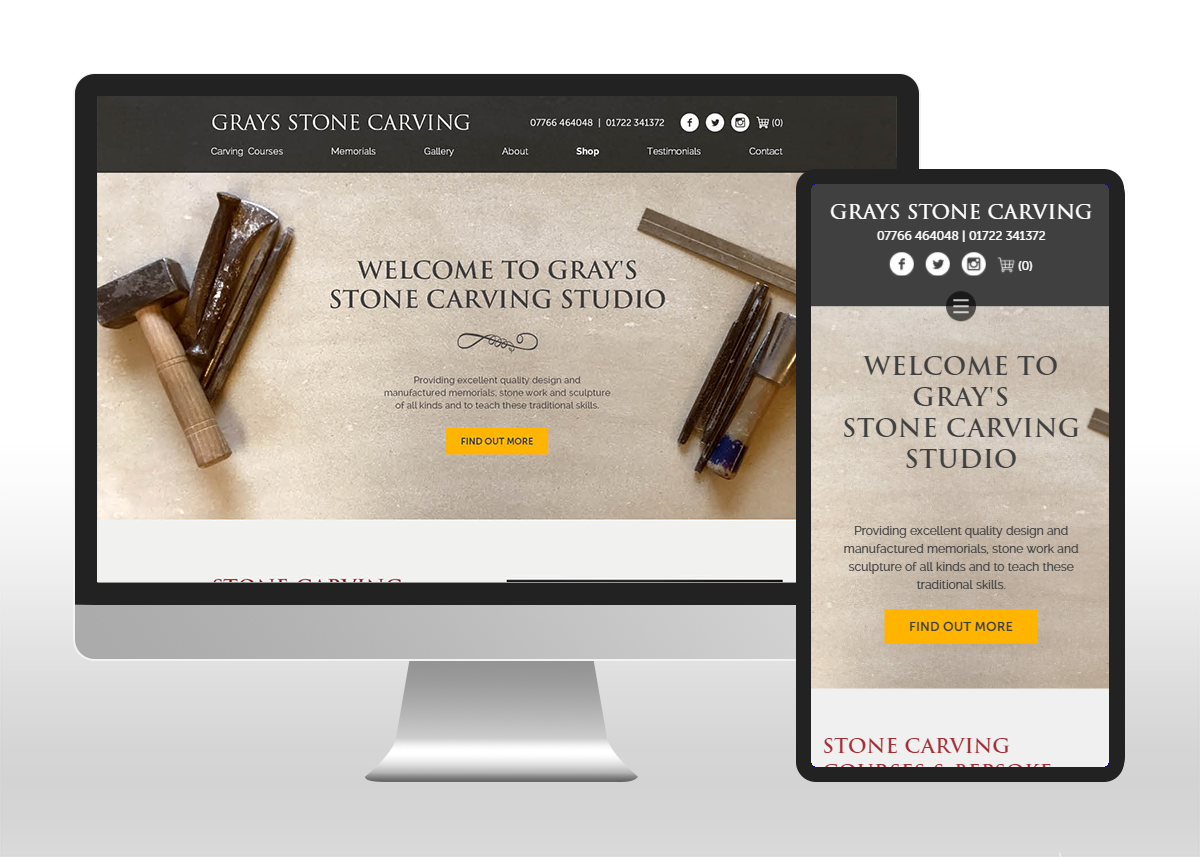 GRAYS STONE CARVING
07766 464048 | 01722 341372
(0)
Carving Courses
Memorials
Gallery
About
Shop
Testimonials
Contact
WELCOME TO GRAY'S
STONE CARVING STUDIO
Providing excellent quality design and
manufactured memorials, stone work and sculpture
of all kinds and to teach these traditional skills.
FIND OUT MORE
STONE CARVING
GRAYS STONE CARVING
07766 464048 | 01722 341372
(0)
WELCOME TO
GRAY'S
STONE CARVING
STUDIO
Providing excellent quality design and
manufactured memorials, stone work and
sculpture of all kinds and to teach these
traditional skills.
FIND OUT MORE
STONE CARVING
COURSES & BEPSOKE